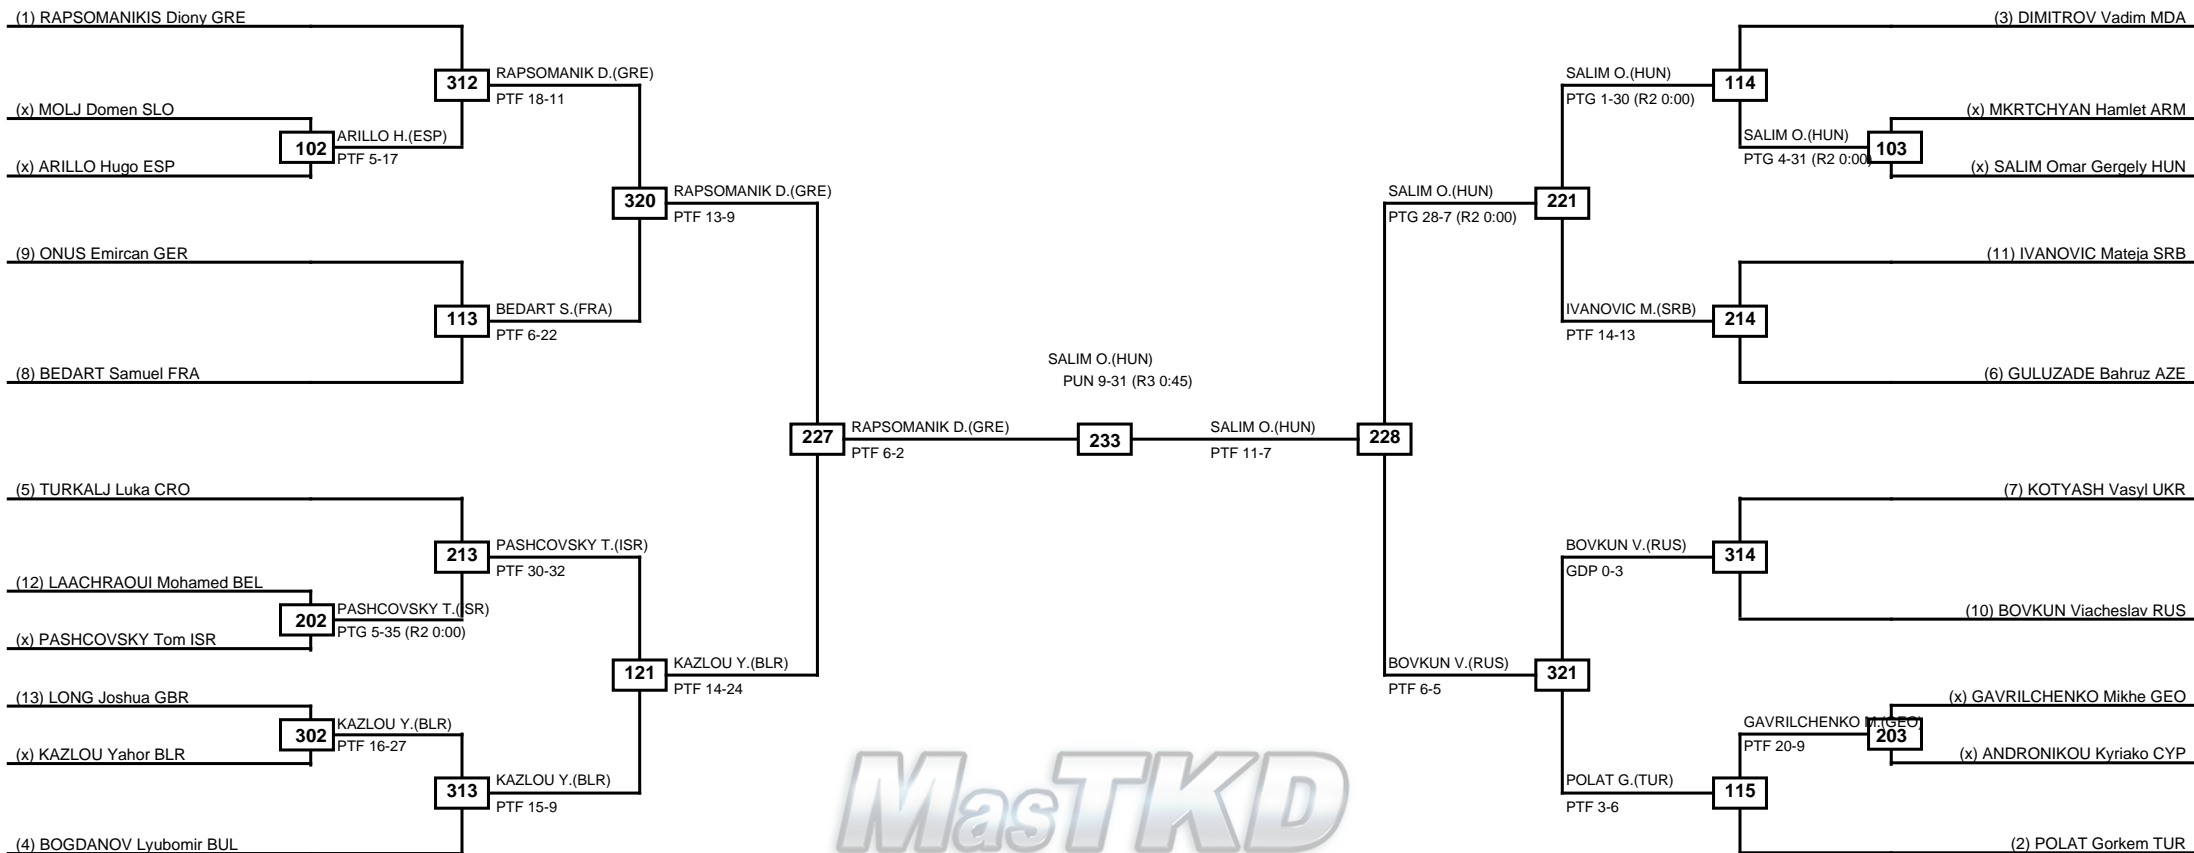 (1) RAPSOMANIKIS Diony GRE
312
RAPSOMANIK D.(GRE)
PTF 18-11
(x) MOLJ Domen SLO
102
ARILLO H.(ESP)
PTF 5-17
(x) ARILLO Hugo ESP
320
RAPSOMANIK D.(GRE)
PTF 13-9
(9) ONUS Emircan GER
113
BEDART S.(FRA)
PTF 6-22
(8) BEDART Samuel FRA
227
RAPSOMANIK D.(GRE)
PTF 6-2
(5) TURKALJ Luka CRO
213
PASHCOVSKY T.(ISR)
PTF 30-32
(12) LAACHRAOUI Mohamed BEL
202
PASHCOVSKY T.(ISR)
PTG 5-35 (R2 0:00)
(x) PASHCOVSKY Tom ISR
121
KAZLOU Y.(BLR)
PTF 14-24
(13) LONG Joshua GBR
302
KAZLOU Y.(BLR)
PTF 16-27
(x) KAZLOU Yahor BLR
313
KAZLOU Y.(BLR)
PTF 15-9
(4) BOGDANOV Lyubomir BUL
SALIM O.(HUN)
PUN 9-31 (R3 0:45)
233
(3) DIMITROV Vadim MDA
SALIM O.(HUN)
PTG 1-30 (R2 0:00)
114
(x) MKRTCHYAN Hamlet ARM
SALIM O.(HUN)
PTG 4-31 (R2 0:00)
103
(x) SALIM Omar Gergely HUN
SALIM O.(HUN)
PTG 28-7 (R2 0:00)
221
(11) IVANOVIC Mateja SRB
IVANOVIC M.(SRB)
PTF 14-13
214
(6) GULUZADE Bahruz AZE
SALIM O.(HUN)
PTF 11-7
228
(7) KOTYASH Vasyl UKR
BOVKUN V.(RUS)
GDP 0-3
314
(10) BOVKUN Viacheslav RUS
BOVKUN V.(RUS)
PTF 6-5
321
(x) GAVRILCHENKO Mikhe GEO
GAVRILCHENKO M.(GEO)
PTF 20-9
203
(x) ANDRONIKOU Kyriako CYP
POLAT G.(TUR)
PTF 3-6
115
(2) POLAT Gorkem TUR
MasTKD